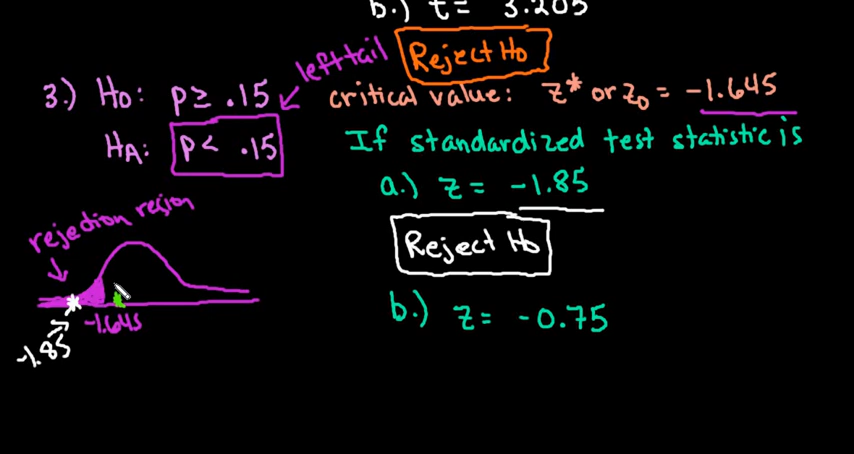 b.) t = 3.205
Reject Ho
left tail
3.) Ho: p ≥ .15
critical value: z* or z₀ = -1.645
HA: p < .15
If standardized test statistic is
a.) z = -1.85
rejection region
Reject Ho
b.) z = -0.75
-1.645
-1.85